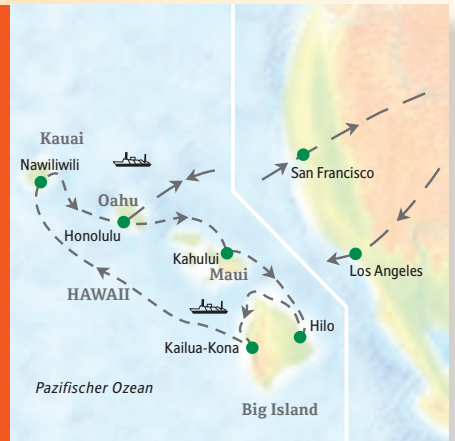 Kauai
Nawiliwili
Oahu
Honolulu
San Francisco
Kahului
Maui
Los Angeles
HAWAII
Hilo
Kailua-Kona
Pazifischer Ozean
Big Island